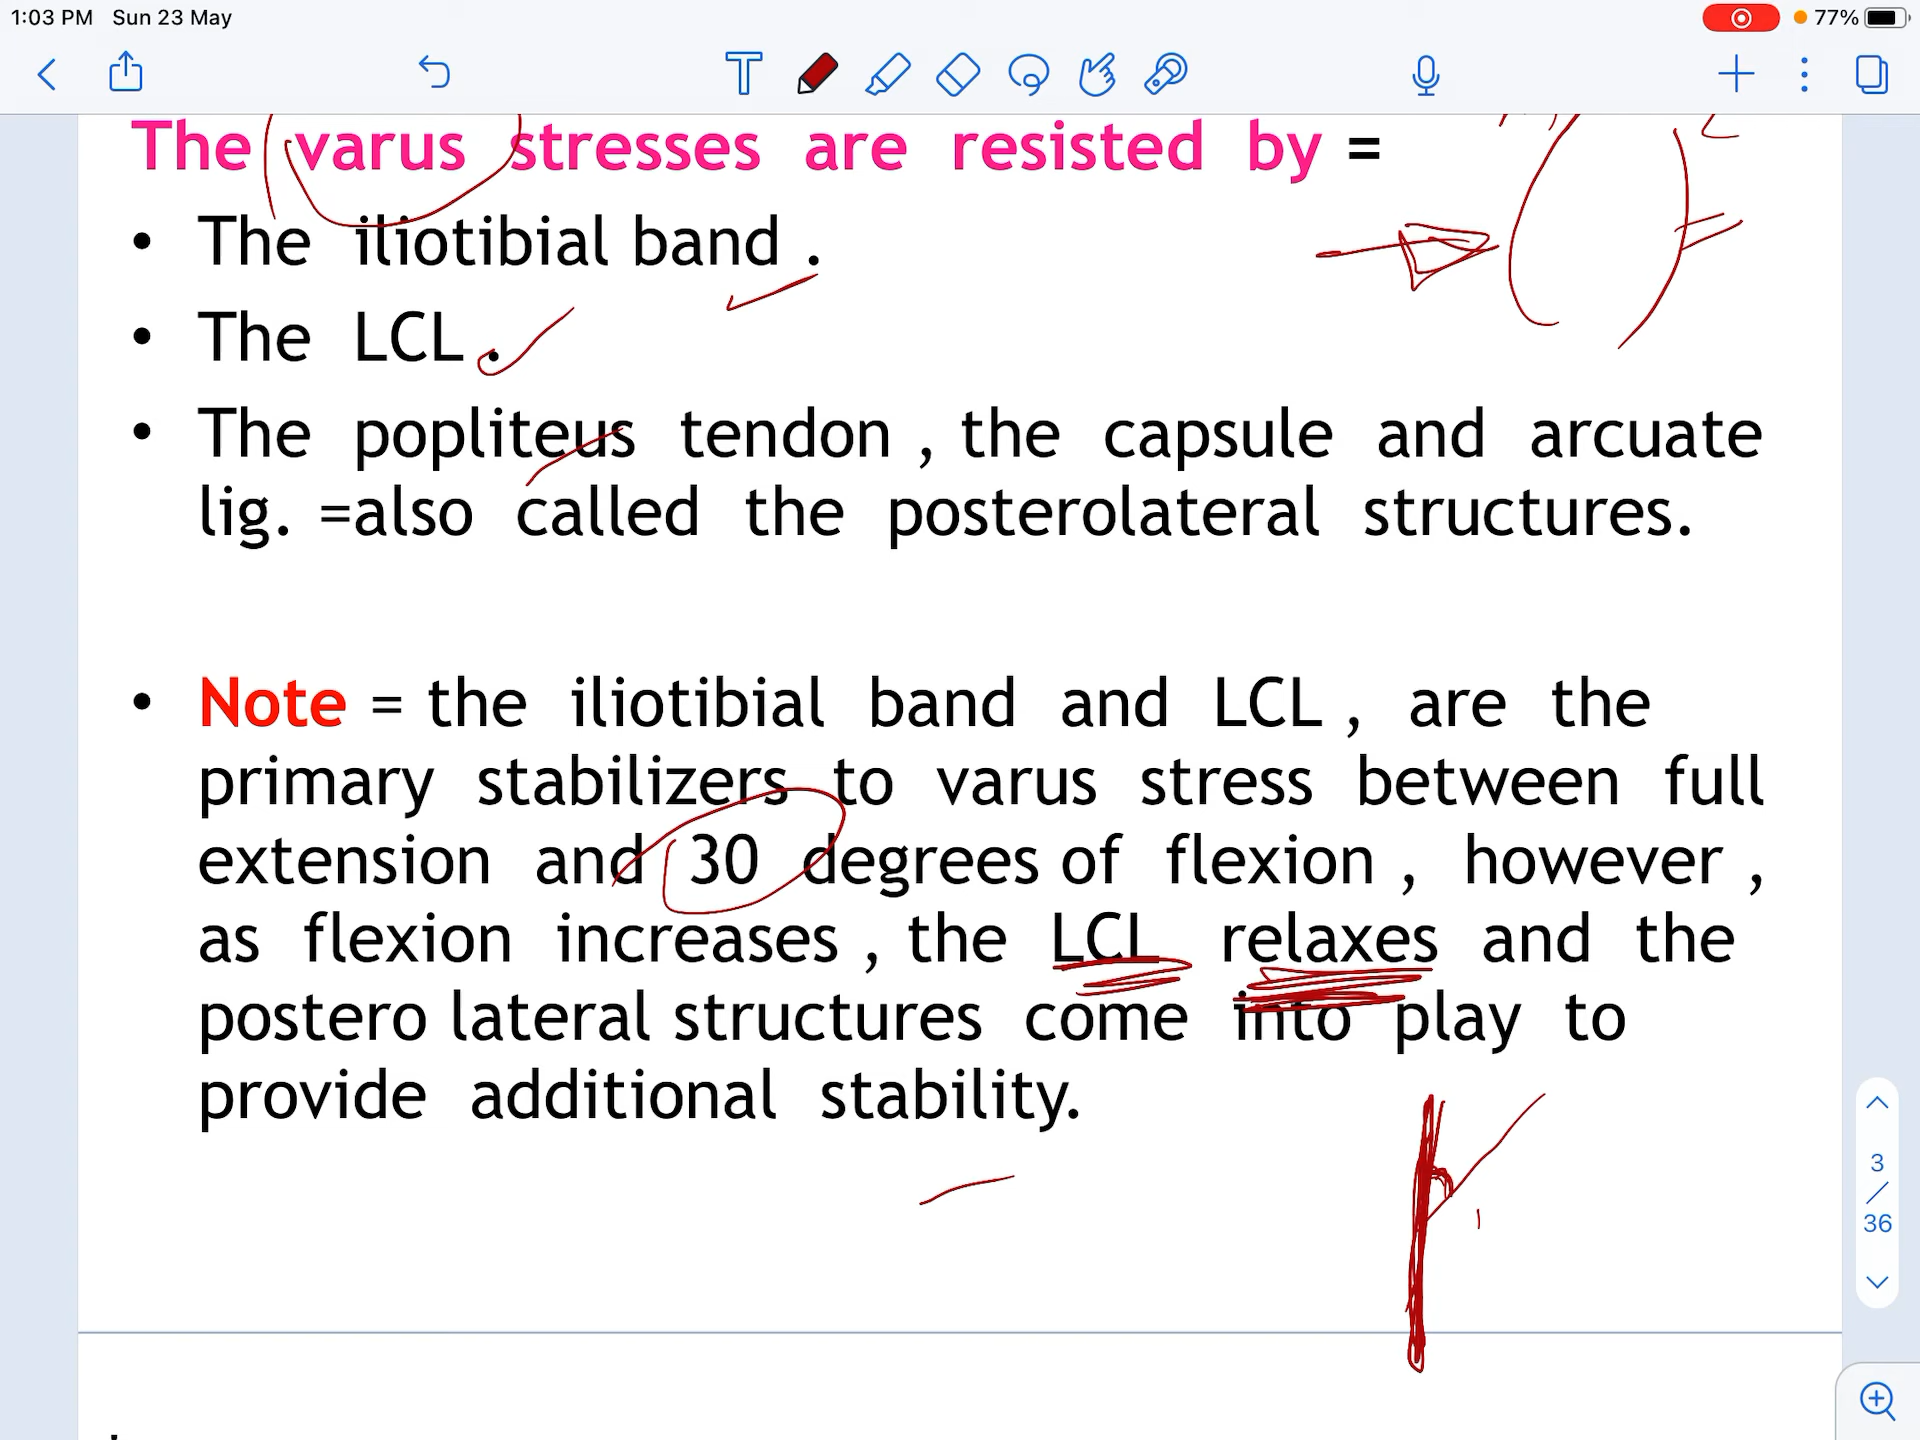 1:03 PM Sun 23 May
77%
The varus stresses are resisted by =
• The iliotibial band .
• The LCL .
• The popliteus tendon , the capsule and arcuate
lig. =also called the posterolateral structures.
• Note = the iliotibial band and LCL , are the
primary stabilizers to varus stress between full
extension and 30 degrees of flexion , however ,
as flexion increases , the LCL relaxes and the
postero lateral structures come into play to
provide additional stability.
3
/
36